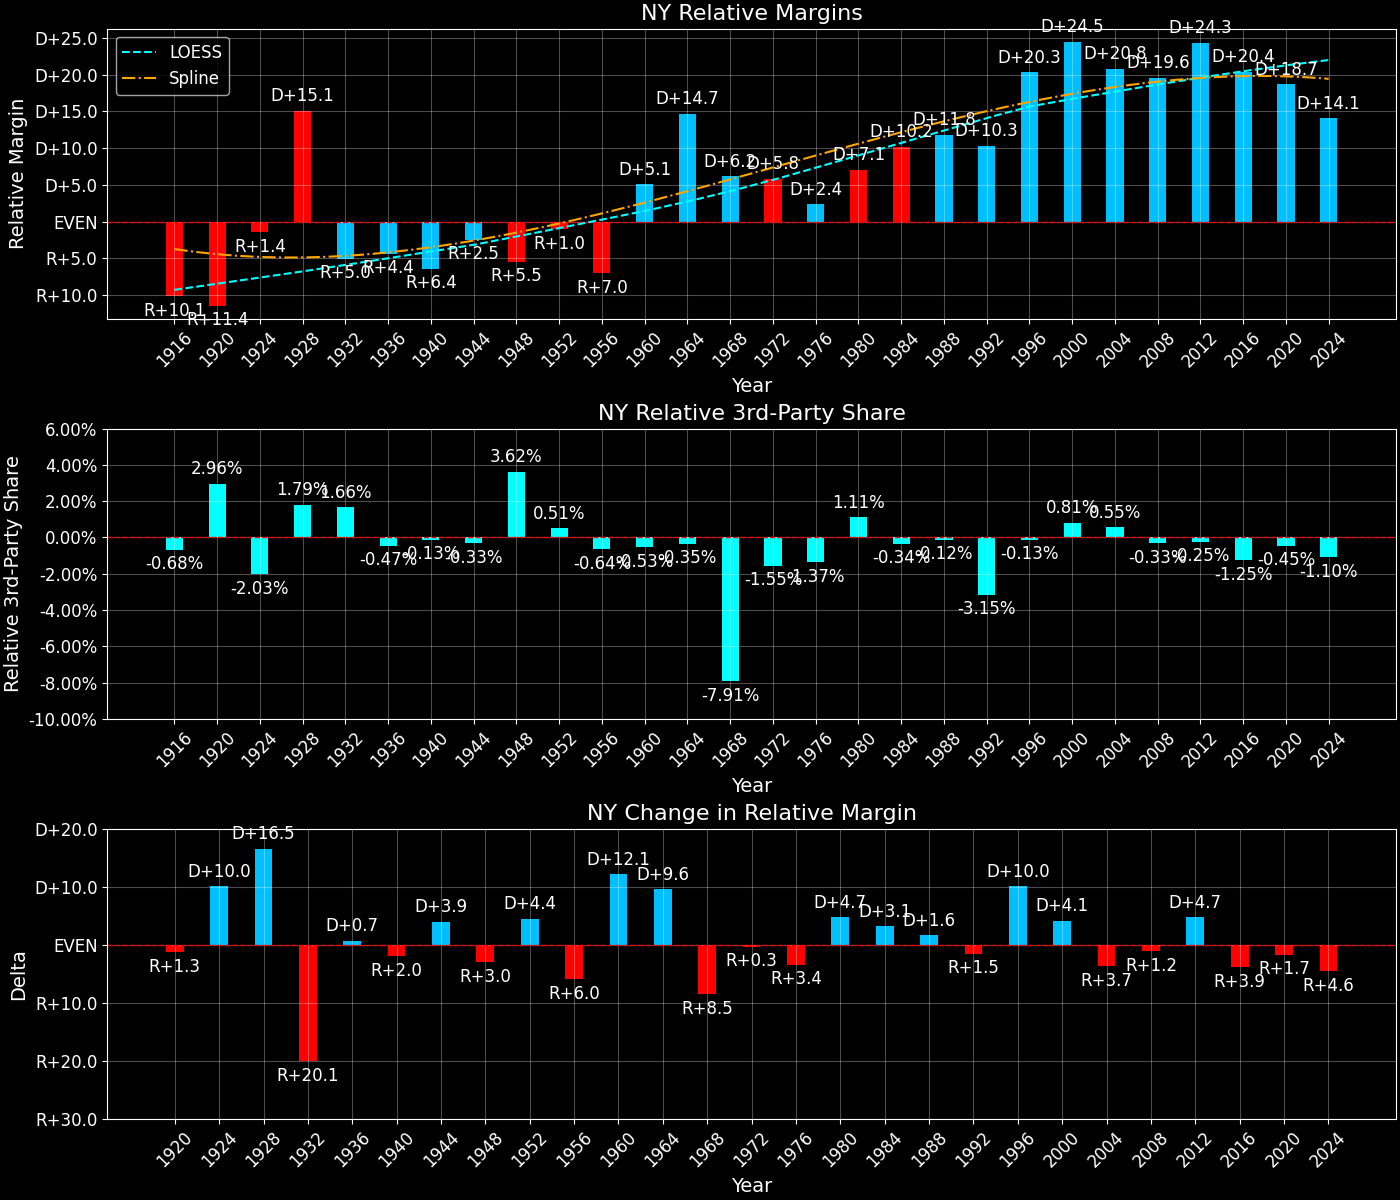 NY Relative Margins
LOESS
Spline
Relative Margin
D+25.0
D+20.0
D+15.0
D+10.0
D+5.0
EVEN
R+5.0
R+10.0
R+10.1
R+11.4
R+1.4
D+15.1
R+5.0
R+4.4
R+6.4
R+2.5
R+5.5
R+1.0
R+7.0
D+5.1
D+14.7
D+6.2
D+5.8
D+2.4
D+7.1
D+10.2
D+11.8
D+10.3
D+20.3
D+24.5
D+20.8
D+19.6
D+24.3
D+20.4
D+18.7
D+14.1
1916 1920 1924 1928 1932 1936 1940 1944 1948 1952 1956 1960 1964 1968 1972 1976 1980 1984 1988 1992 1996 2000 2004 2008 2012 2016 2020 2024
Year
NY Relative 3rd-Party Share
Relative 3rd-Party Share
6.00%
4.00%
2.00%
0.00%
-2.00%
-4.00%
-6.00%
-8.00%
-10.00%
-0.68%
2.96%
-2.03%
1.79%
1.66%
-0.47%
-0.13%
-0.33%
3.62%
0.51%
-0.64%
-0.53%
-0.35%
-7.91%
-1.55%
-1.37%
1.11%
-0.34%
-0.12%
-3.15%
-0.13%
0.81%
0.55%
-0.33%
-0.25%
-1.25%
-0.45%
-1.10%
1916 1920 1924 1928 1932 1936 1940 1944 1948 1952 1956 1960 1964 1968 1972 1976 1980 1984 1988 1992 1996 2000 2004 2008 2012 2016 2020 2024
Year
NY Change in Relative Margin
Delta
D+20.0
D+10.0
EVEN
R+10.0
R+20.0
R+30.0
R+1.3
D+10.0
D+16.5
R+20.1
D+0.7
R+2.0
D+3.9
R+3.0
D+4.4
R+6.0
D+12.1
D+9.6
R+8.5
R+0.3
R+3.4
D+4.7
D+3.1
D+1.6
R+1.5
D+10.0
D+4.1
R+3.7
R+1.2
D+4.7
R+3.9
R+1.7
R+4.6
1920 1924 1928 1932 1936 1940 1944 1948 1952 1956 1960 1964 1968 1972 1976 1980 1984 1988 1992 1996 2000 2004 2008 2012 2016 2020 2024
Year